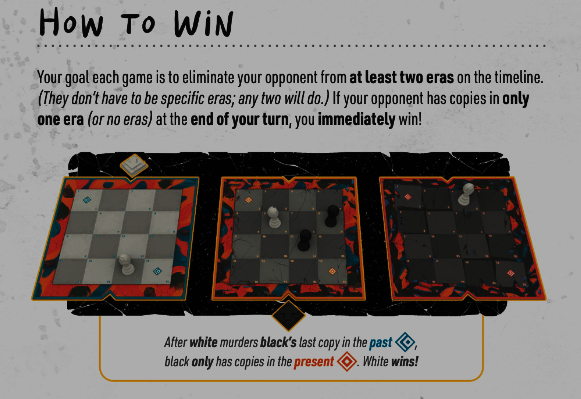 HOW TO WIN
Your goal each game is to eliminate your opponent from at least two eras on the timeline.
(They don't have to be specific eras; any two will do.) If your opponent has copies in only
one era (or no eras) at the end of your turn, you immediately win!
After white murders black's last copy in the past ,
black only has copies in the present . White wins!